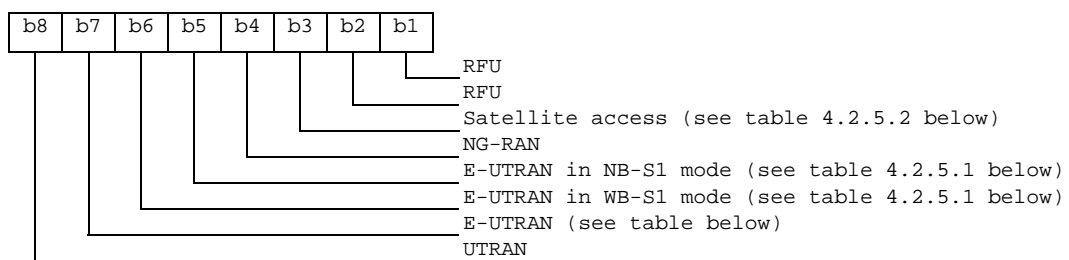 b8 b7 b6 b5 b4 b3 b2 b1
RFU
RFU
Satellite access (see table 4.2.5.2 below)
NG-RAN
E-UTRAN in NB-S1 mode (see table 4.2.5.1 below)
E-UTRAN in WB-S1 mode (see table 4.2.5.1 below)
E-UTRAN (see table below)
UTRAN